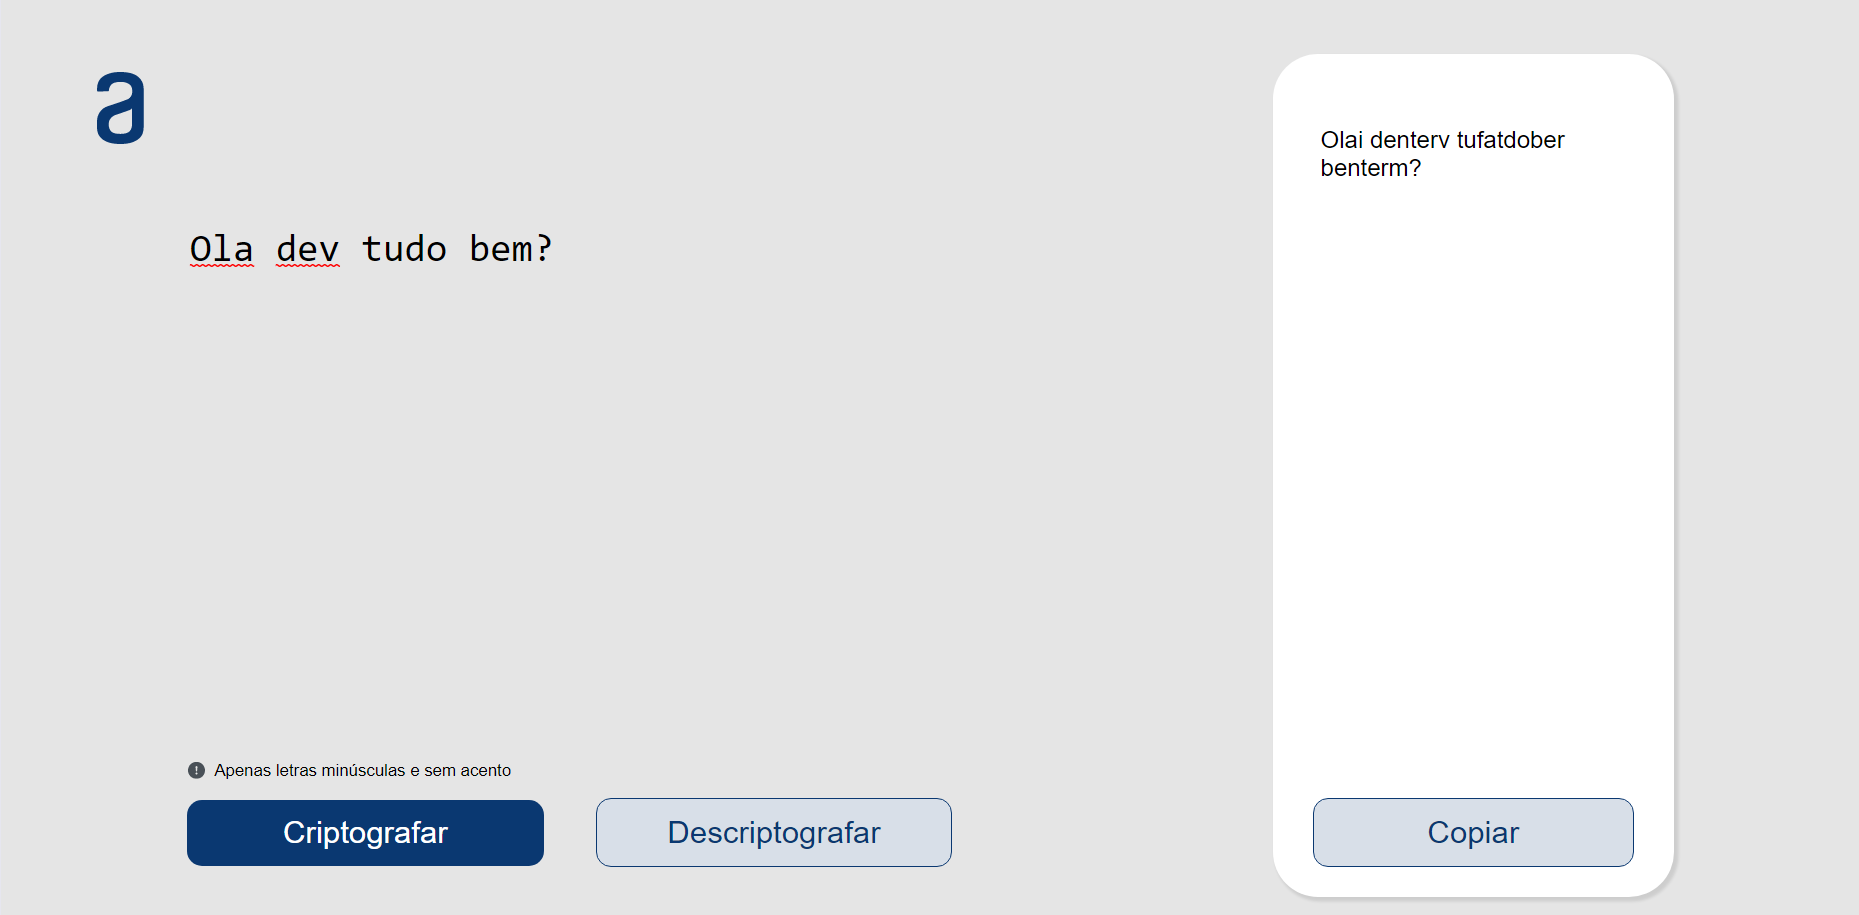 a
Ola dev tudo bem?
Apenas letras minúsculas e sem acento
Criptografar
Descriptografar
Olai denterv tufatdober
benterm?
Copiar